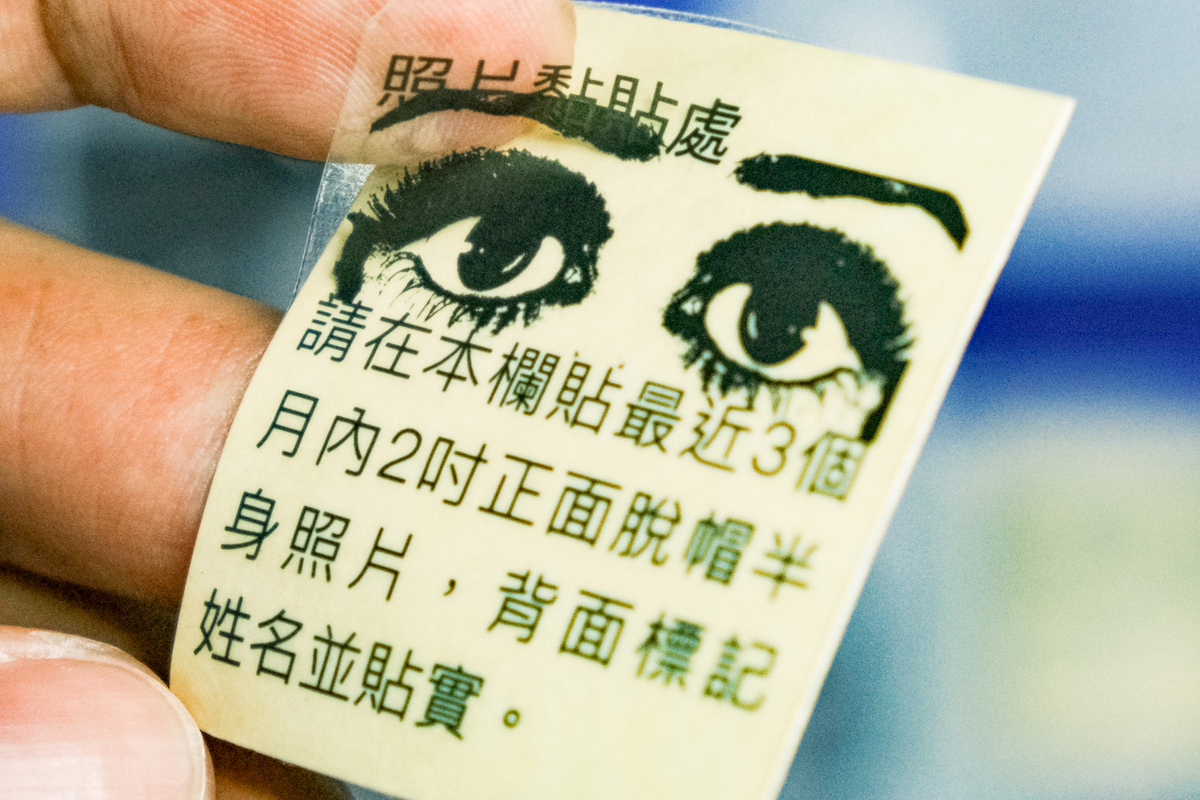 照片黏貼處
請在本欄貼最近3個
月內2吋正面脫帽半
身照片，背面標記
姓名並貼實。